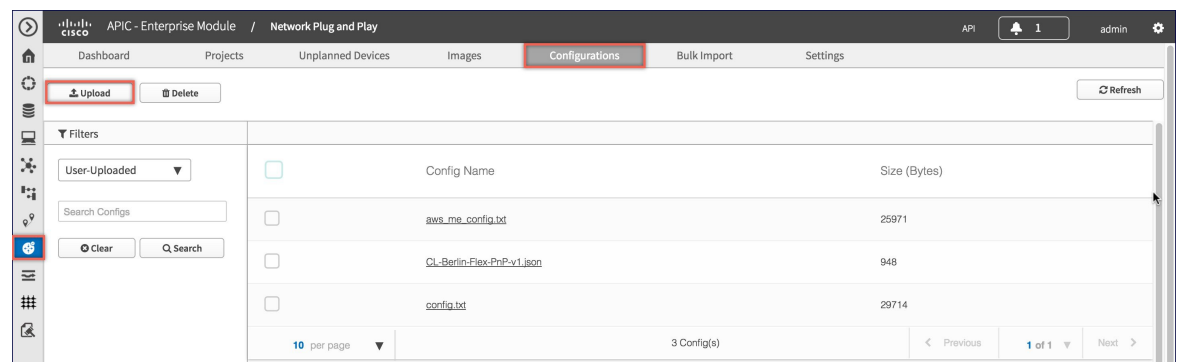 cisco APIC - Enterprise Module / Network Plug and Play API 1 admin
Dashboard Projects Unplanned Devices Images Configurations Bulk Import Settings
Upload Delete Refresh
Filters
User-Uploaded Config Name Size (Bytes)
Search Configs aws_me_config.txt 25971
Clear Search
CL-Berlin-Flex-PnP-v1.json 948
config.txt 29714
10 per page 3 Config(s) Previous 1 of 1 Next